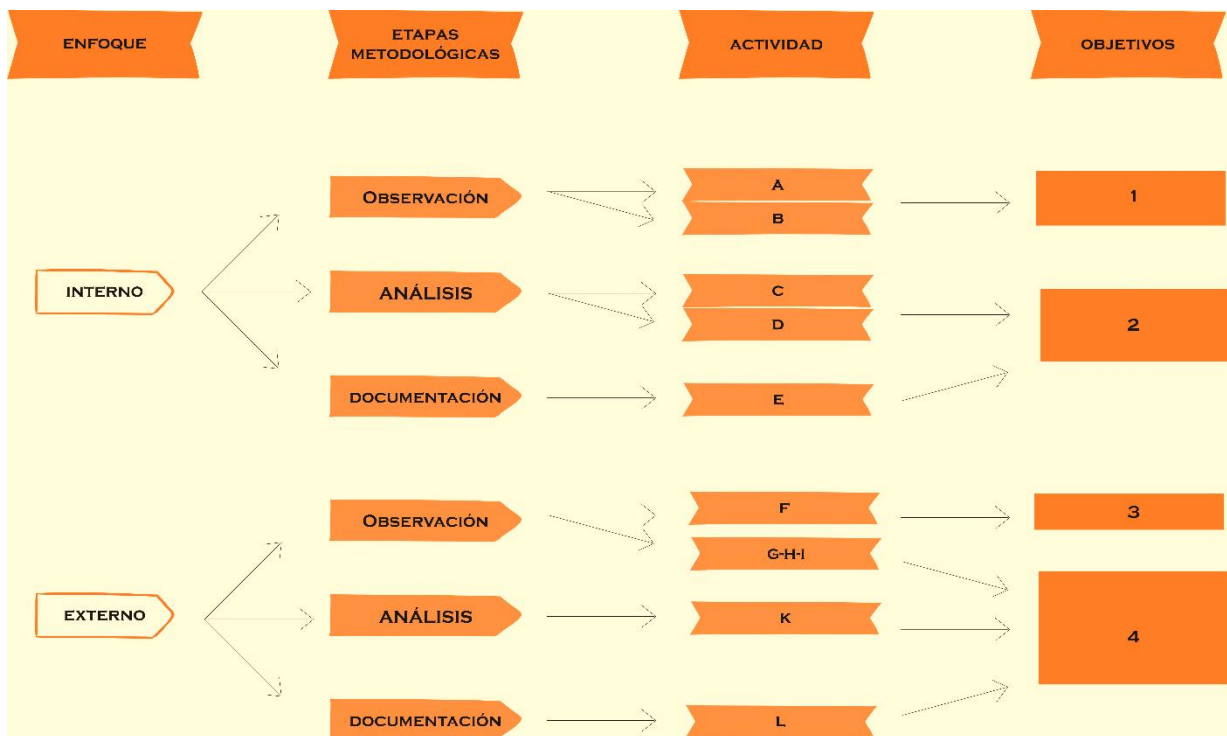 ENFOQUE
ETAPAS
METODOLÓGICAS
ACTIVIDAD
OBJETIVOS
OBSERVACIÓN
A
B
1
INTERNO
ANÁLISIS
C
D
2
DOCUMENTACIÓN
E
OBSERVACIÓN
F
3
G-H-I
EXTERNO
ANÁLISIS
K
4
DOCUMENTACIÓN
L